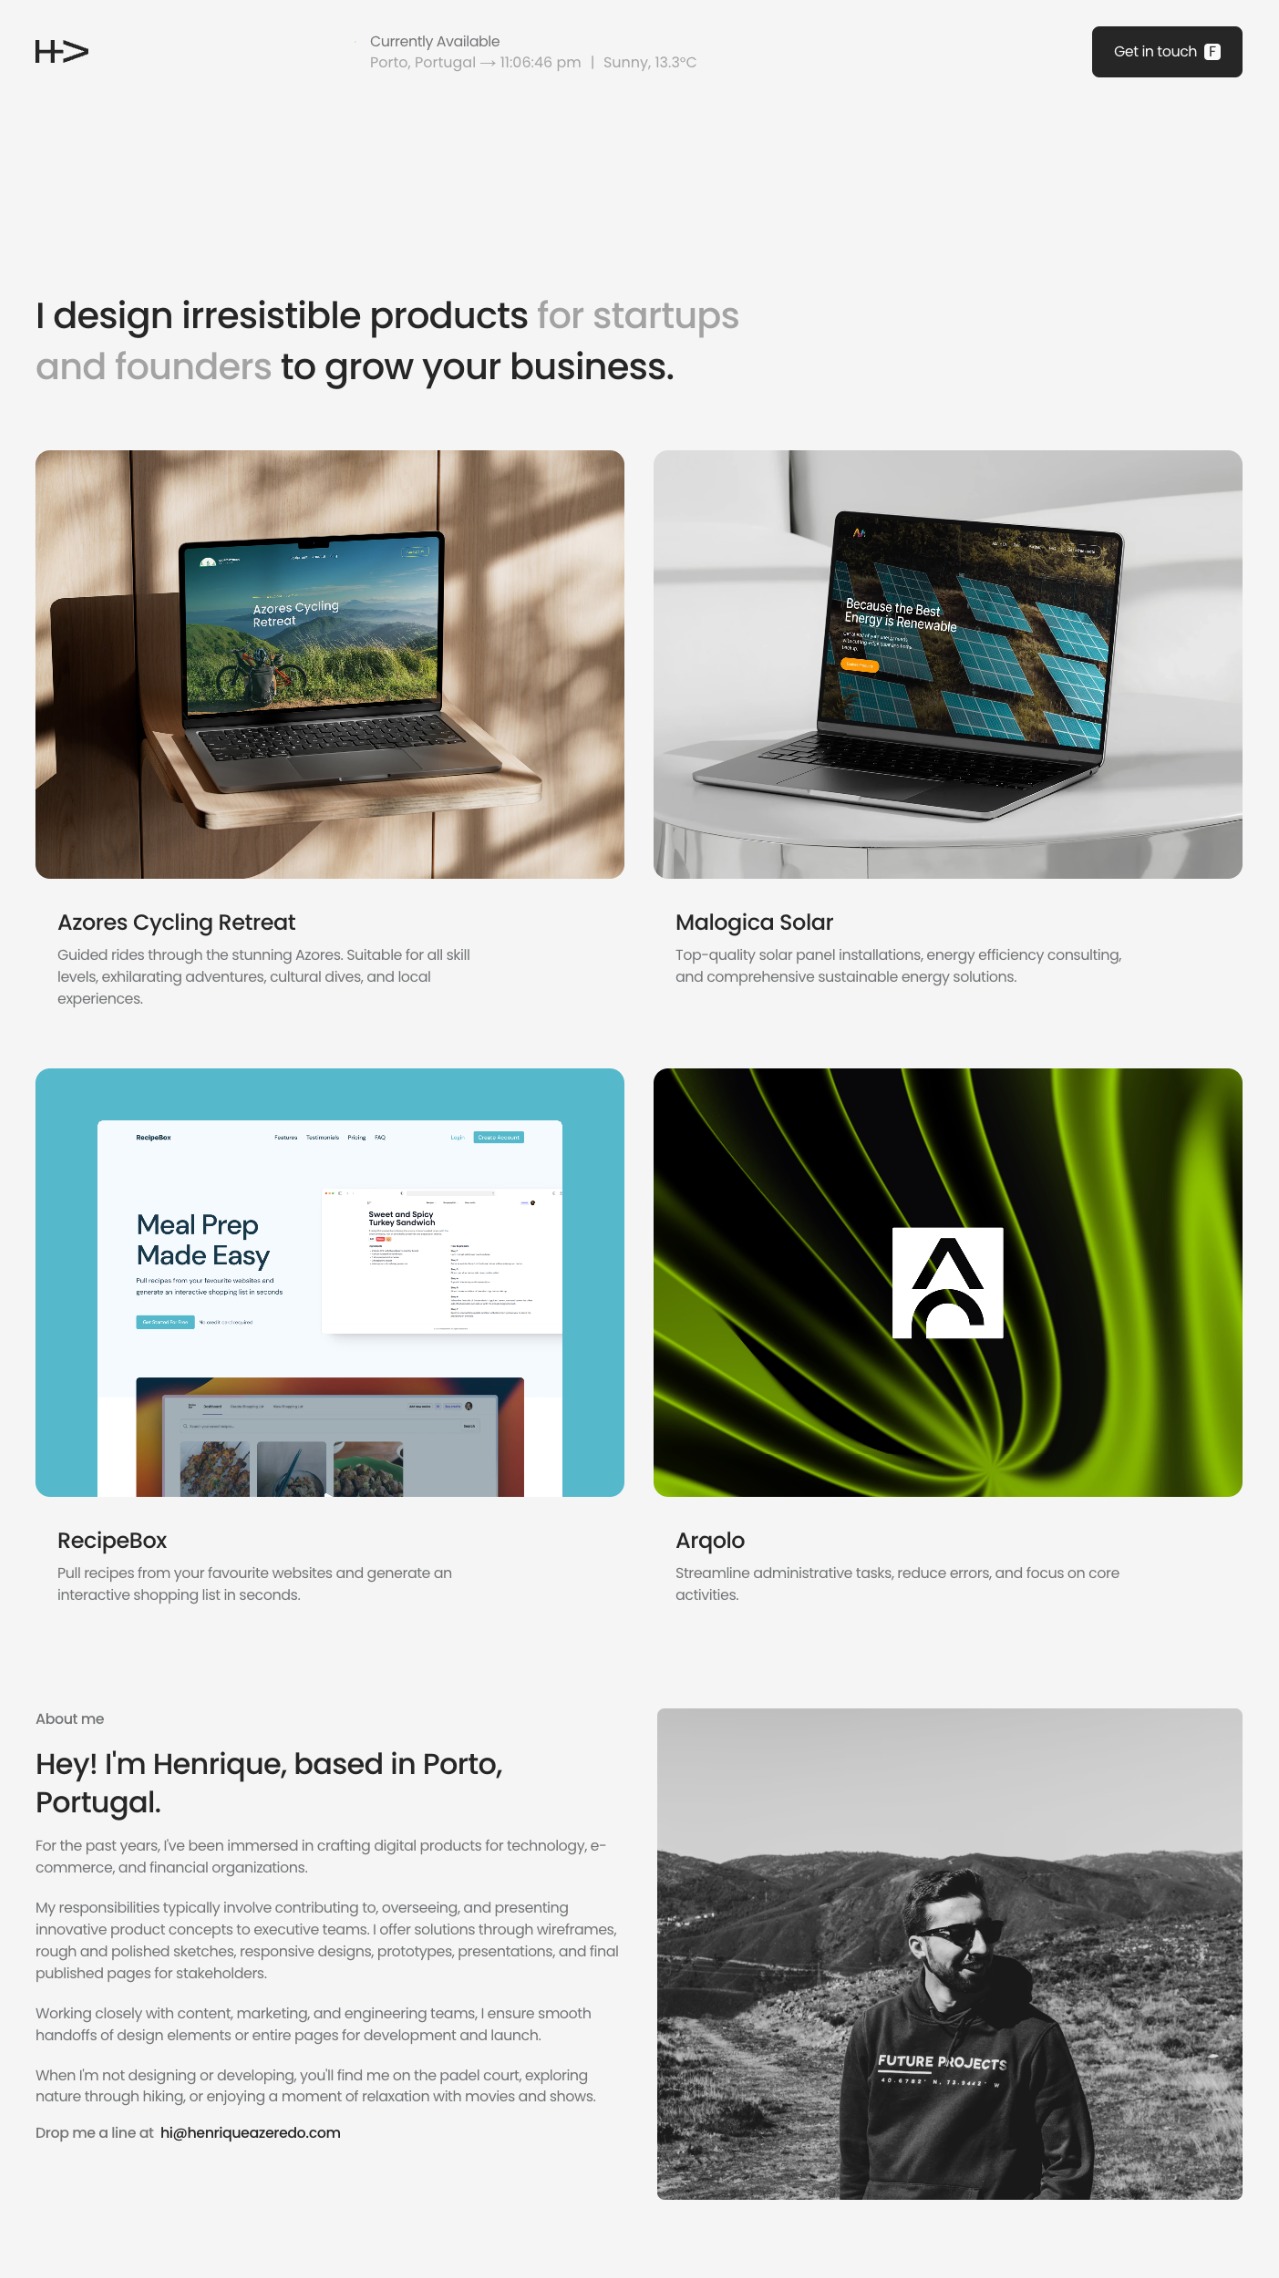 H>
Currently Available
Porto, Portugal → 11:06:46 pm | Sunny, 13.3ºC
Get in touch F
I design irresistible products for startups
and founders to grow your business.
Azores Cycling
Retreat
Because the Best
Energy is Renewable
Azores Cycling Retreat
Guided rides through the stunning Azores. Suitable for all skill
levels, exhilarating adventures, cultural dives, and local
experiences.
Malogica Solar
Top-quality solar panel installations, energy efficiency consulting,
and comprehensive sustainable energy solutions.
RecipeBox
Features Testimonials Pricing FAQ
Login Create Account
Meal Prep
Made Easy
Pull recipes from your favourite websites and
generate an interactive shopping list in seconds
Get Started for Free No credit card required
Sweet and Spicy
Turkey Sandwich
Dashboard
Search
RecipeBox
Pull recipes from your favourite websites and generate an
interactive shopping list in seconds.
Arqolo
Streamline administrative tasks, reduce errors, and focus on core
activities.
About me
Hey! I'm Henrique, based in Porto,
Portugal.
For the past years, I've been immersed in crafting digital products for technology, e-
commerce, and financial organizations.
My responsibilities typically involve contributing to, overseeing, and presenting
innovative product concepts to executive teams. I offer solutions through wireframes,
rough and polished sketches, responsive designs, prototypes, presentations, and final
published pages for stakeholders.
Working closely with content, marketing, and engineering teams, I ensure smooth
handoffs of design elements or entire pages for development and launch.
When I'm not designing or developing, you'll find me on the padel court, exploring
nature through hiking, or enjoying a moment of relaxation with movies and shows.
Drop me a line at hi@henriqueazeredo.com
FUTURE PROJECTS